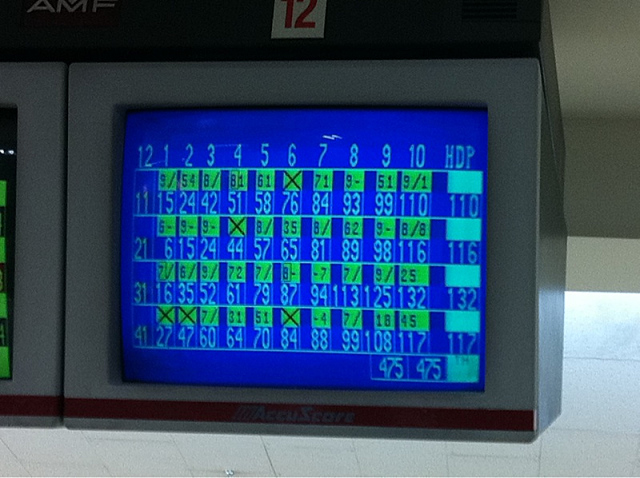 AMF
12
12 1 2 3 4 5 6 7 8 9 10 HDP
9/ 54 8/ 81 61 X 71 9- 51 9/1
11 15 24 42 51 58 76 84 93 99 110 110
6- 9- 9- X 8/ 35 8/ 62 9- 8/8
21 6 15 24 44 57 65 81 89 98 116 116
7/ 6/ 9/ 72 7/ 8- -7 7/ 9/ 25
31 16 35 52 61 79 87 94 113 125 132 132
X X 7/ 31 51 X -4 7/ 18 45
41 27 47 60 64 70 84 88 99 108 117 117
475 475 TM
AccuScore